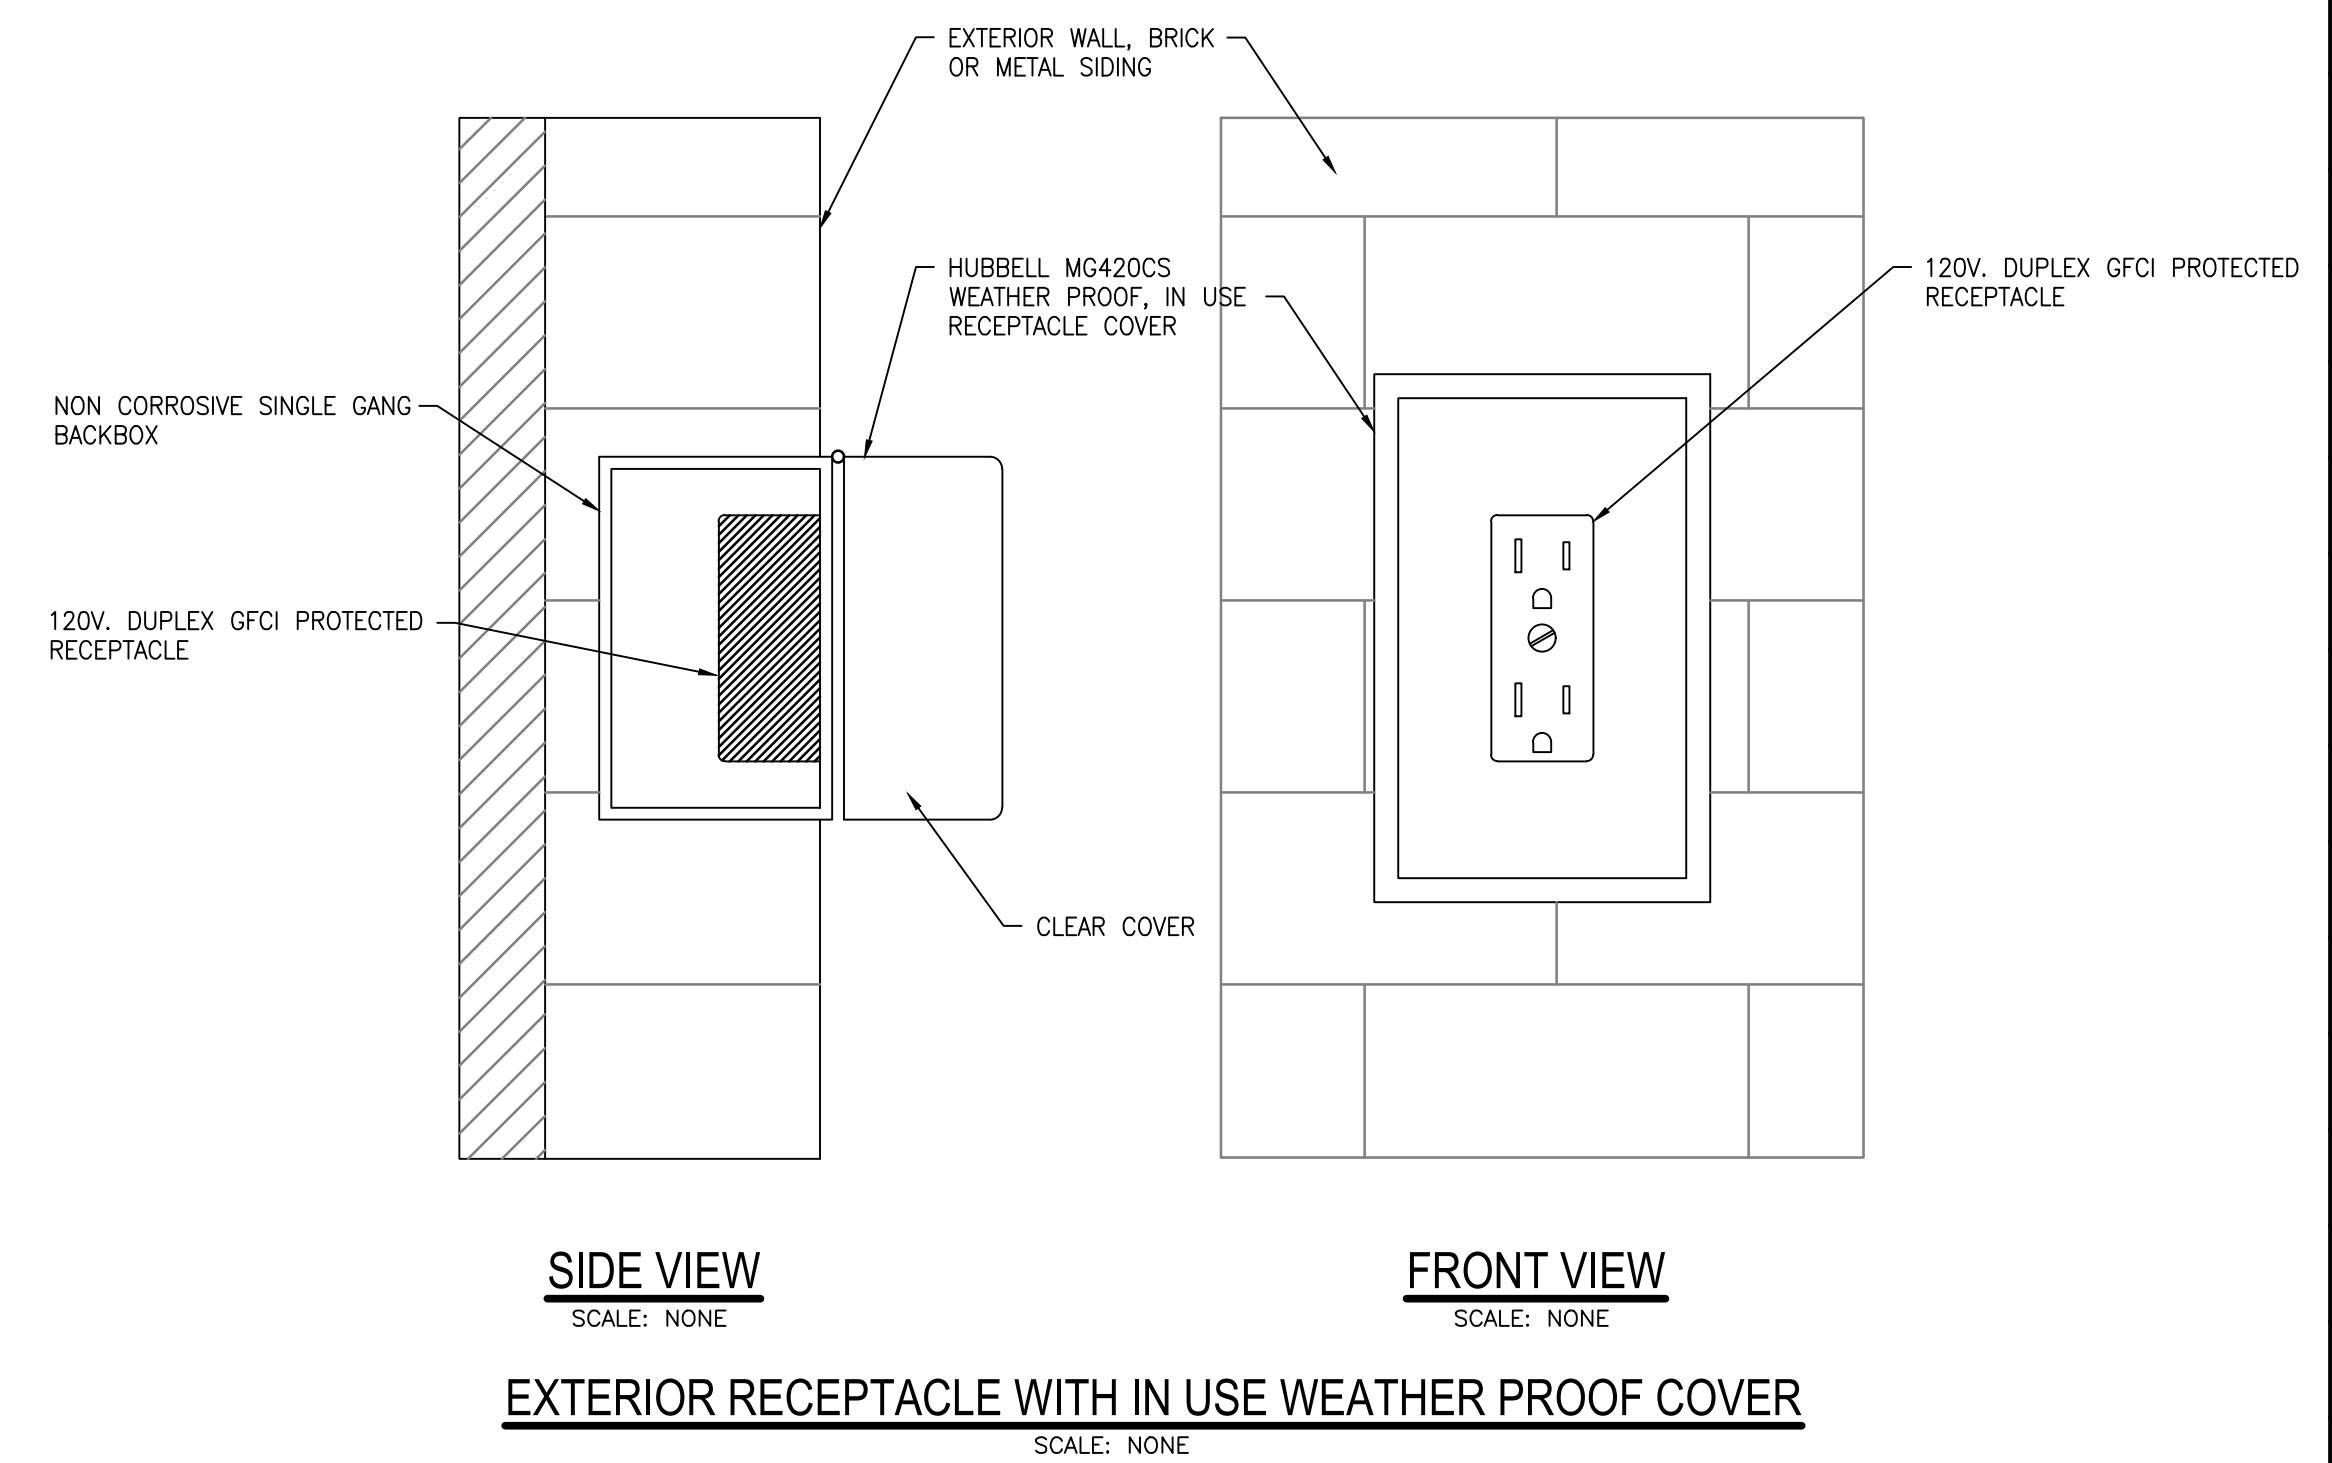 EXTERIOR WALL, BRICK
OR METAL SIDING
HUBBELL MG420CS
WEATHER PROOF, IN USE
RECEPTACLE COVER
120V. DUPLEX GFCI PROTECTED
RECEPTACLE
NON CORROSIVE SINGLE GANG
BACKBOX
120V. DUPLEX GFCI PROTECTED
RECEPTACLE
CLEAR COVER
SIDE VIEW
SCALE: NONE
FRONT VIEW
SCALE: NONE
EXTERIOR RECEPTACLE WITH IN USE WEATHER PROOF COVER
SCALE: NONE